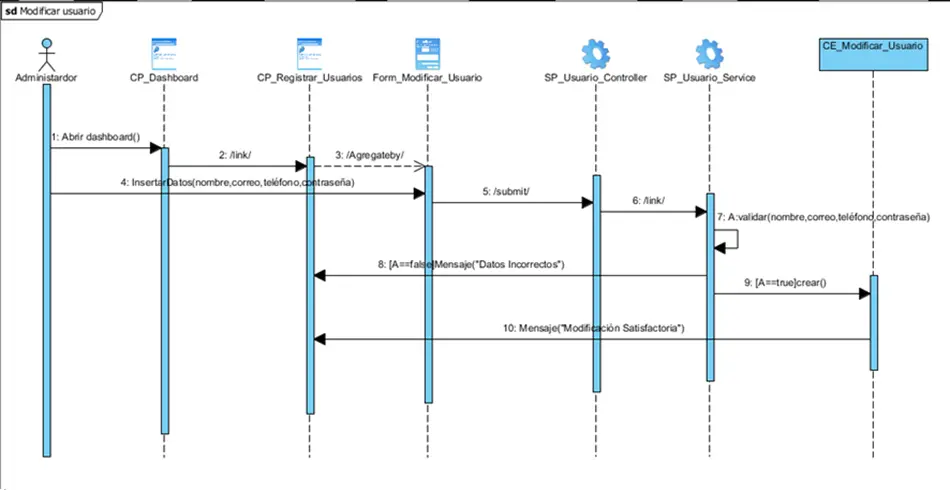 sd Modificar usuario
Administardor
CP_Dashboard
CP_Registrar_Usuarios
Form_Modificar_Usuario
SP_Usuario_Controller
SP_Usuario_Service
CE_Modificar_Usuario
1: Abrir dashboard()
2: /link/
3: /Agregateby/
4: InsertarDatos(nombre,correo,teléfono,contraseña)
5: /submit/
6: /link/
7: A:validar(nombre,correo,teléfono,contraseña)
8: [A==false]Mensaje("Datos Incorrectos")
9: [A==true]crear()
10: Mensaje("Modificación Satisfactoria")